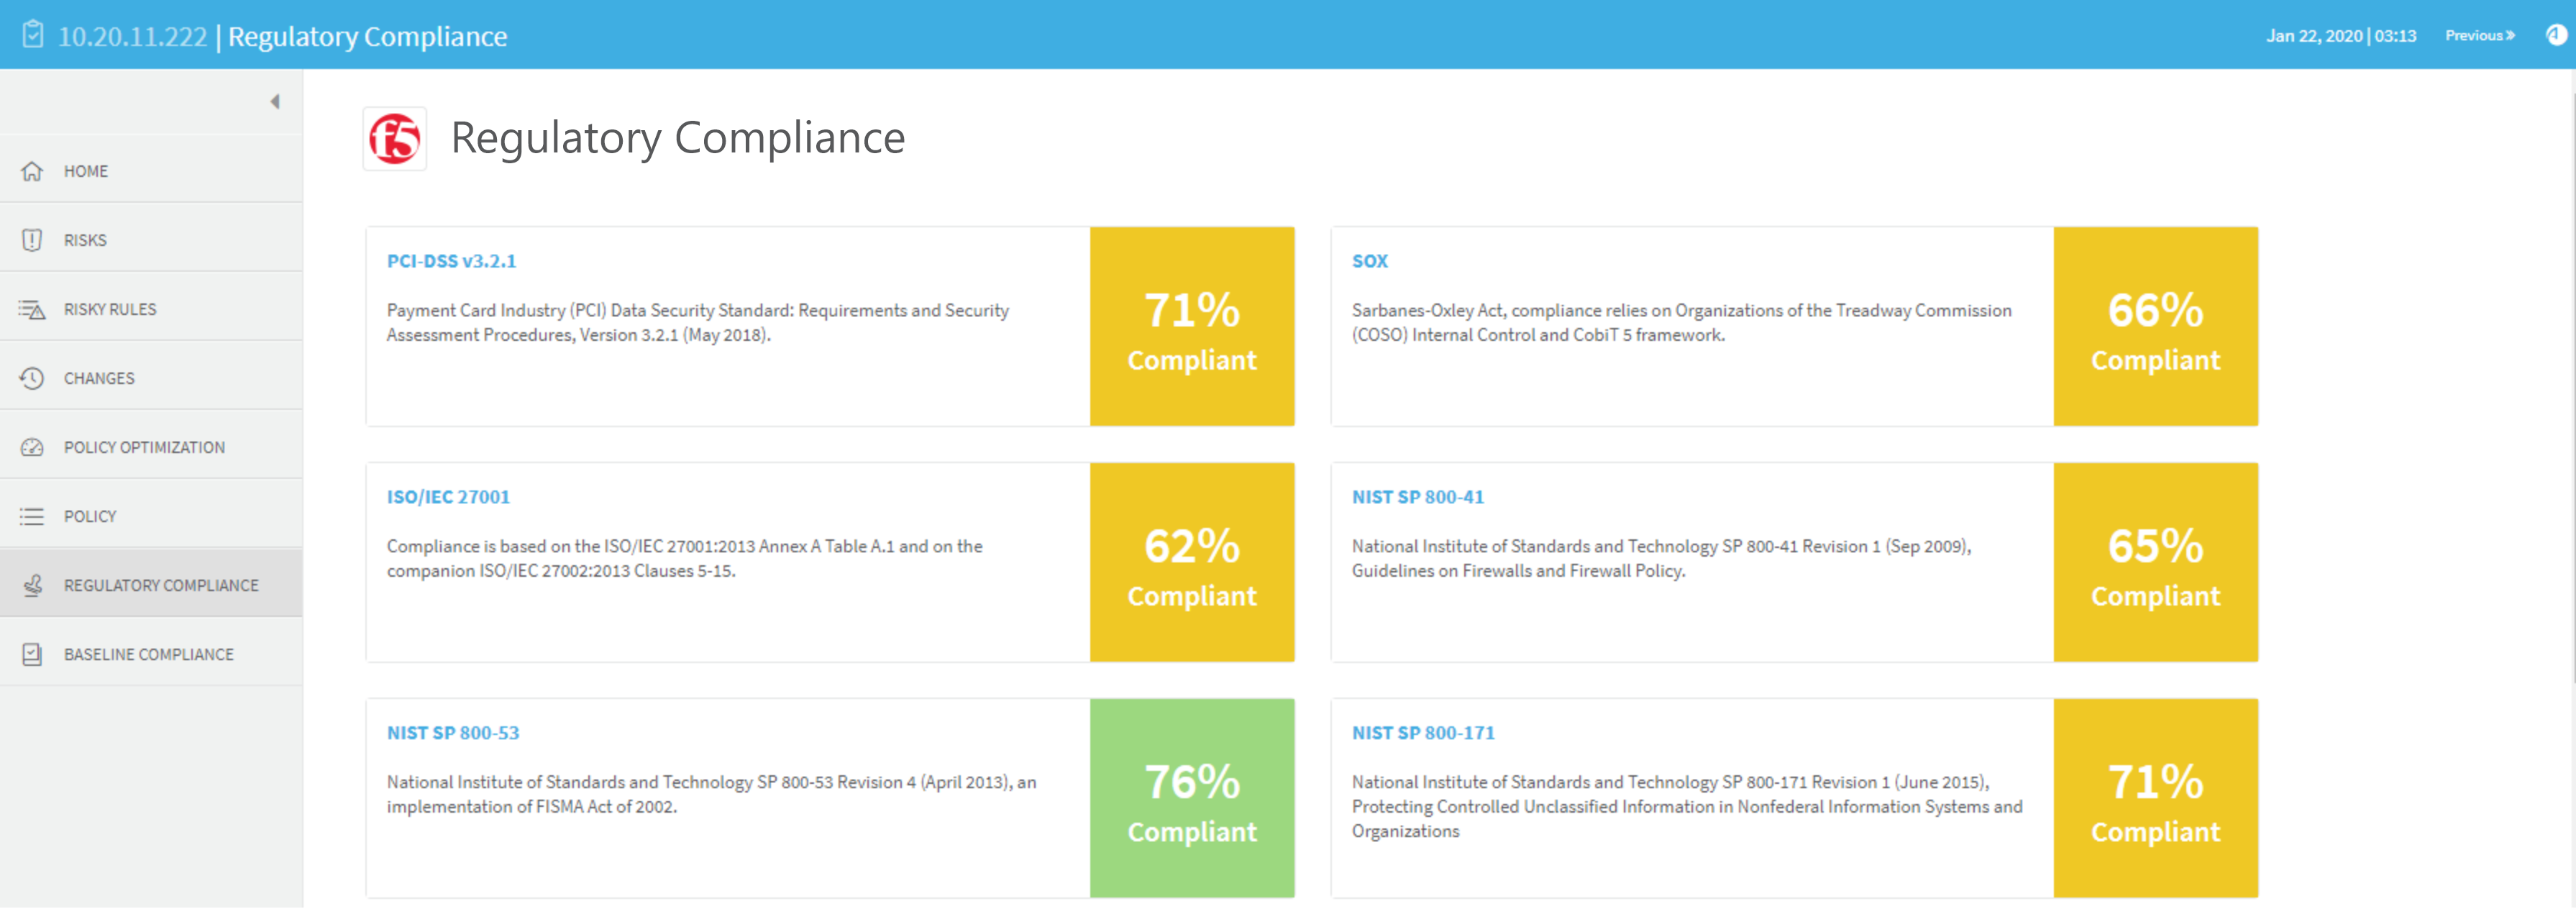 10.20.11.222 | Regulatory Compliance
Jan 22, 2020 | 03:13 Previous »
HOME
RISKS
RISKY RULES
CHANGES
POLICY OPTIMIZATION
POLICY
REGULATORY COMPLIANCE
BASELINE COMPLIANCE
f5 Regulatory Compliance
PCI-DSS v3.2.1
Payment Card Industry (PCI) Data Security Standard: Requirements and Security
Assessment Procedures, Version 3.2.1 (May 2018).
71%
Compliant
SOX
Sarbanes-Oxley Act, compliance relies on Organizations of the Treadway Commission
(COSO) Internal Control and CobiT 5 framework.
66%
Compliant
ISO/IEC 27001
Compliance is based on the ISO/IEC 27001:2013 Annex A Table A.1 and on the
companion ISO/IEC 27002:2013 Clauses 5-15.
62%
Compliant
NIST SP 800-41
National Institute of Standards and Technology SP 800-41 Revision 1 (Sep 2009),
Guidelines on Firewalls and Firewall Policy.
65%
Compliant
NIST SP 800-53
National Institute of Standards and Technology SP 800-53 Revision 4 (April 2013), an
implementation of FISMA Act of 2002.
76%
Compliant
NIST SP 800-171
National Institute of Standards and Technology SP 800-171 Revision 1 (June 2015),
Protecting Controlled Unclassified Information in Nonfederal Information Systems and
Organizations
71%
Compliant